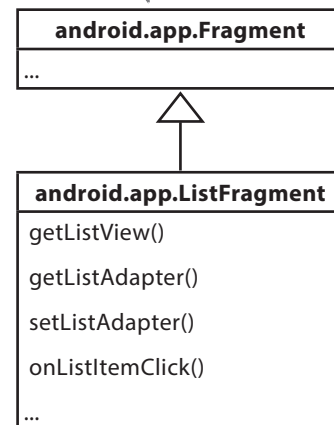 android.app.Fragment
...
android.app.ListFragment
getListView()
getListAdapter()
setListAdapter()
onListItemClick()
...